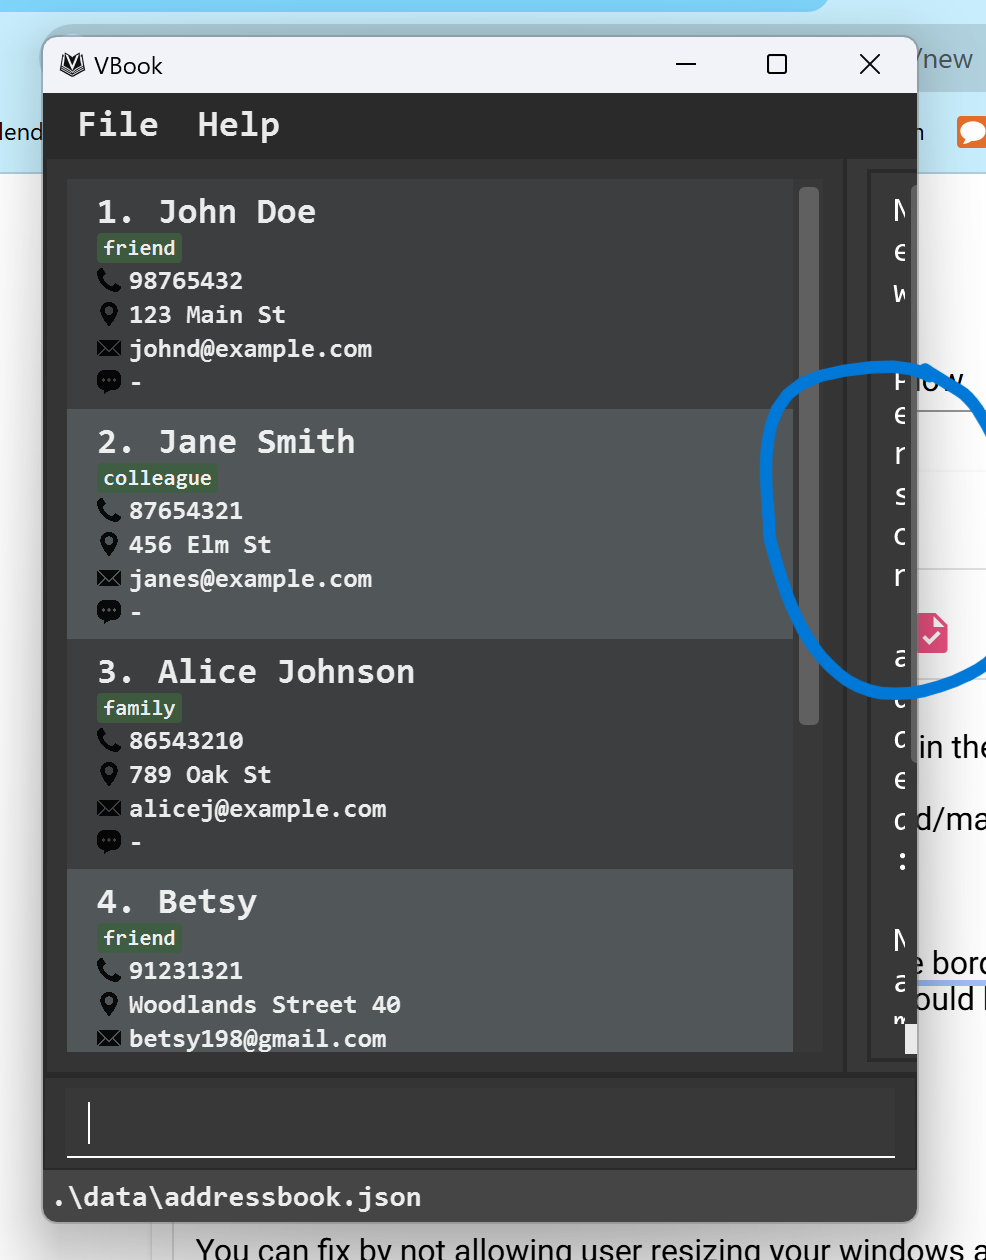 /new
VBook
File Help
1. John Doe
friend
98765432
123 Main St
johnd@example.com
-
2. Jane Smith
colleague
87654321
456 Elm St
janes@example.com
-
3. Alice Johnson
family
86543210
789 Oak St
alicej@example.com
-
4. Betsy
friend
91231321
Woodlands Street 40
betsy198@gmail.com
N
e
w
P
e
r
s
o
n
a
d
d
e
d
:
N
a
m
.\data\addressbook.json
in the
d/ma
e bord
ould
You can fix by not allowing user resizing your windows a